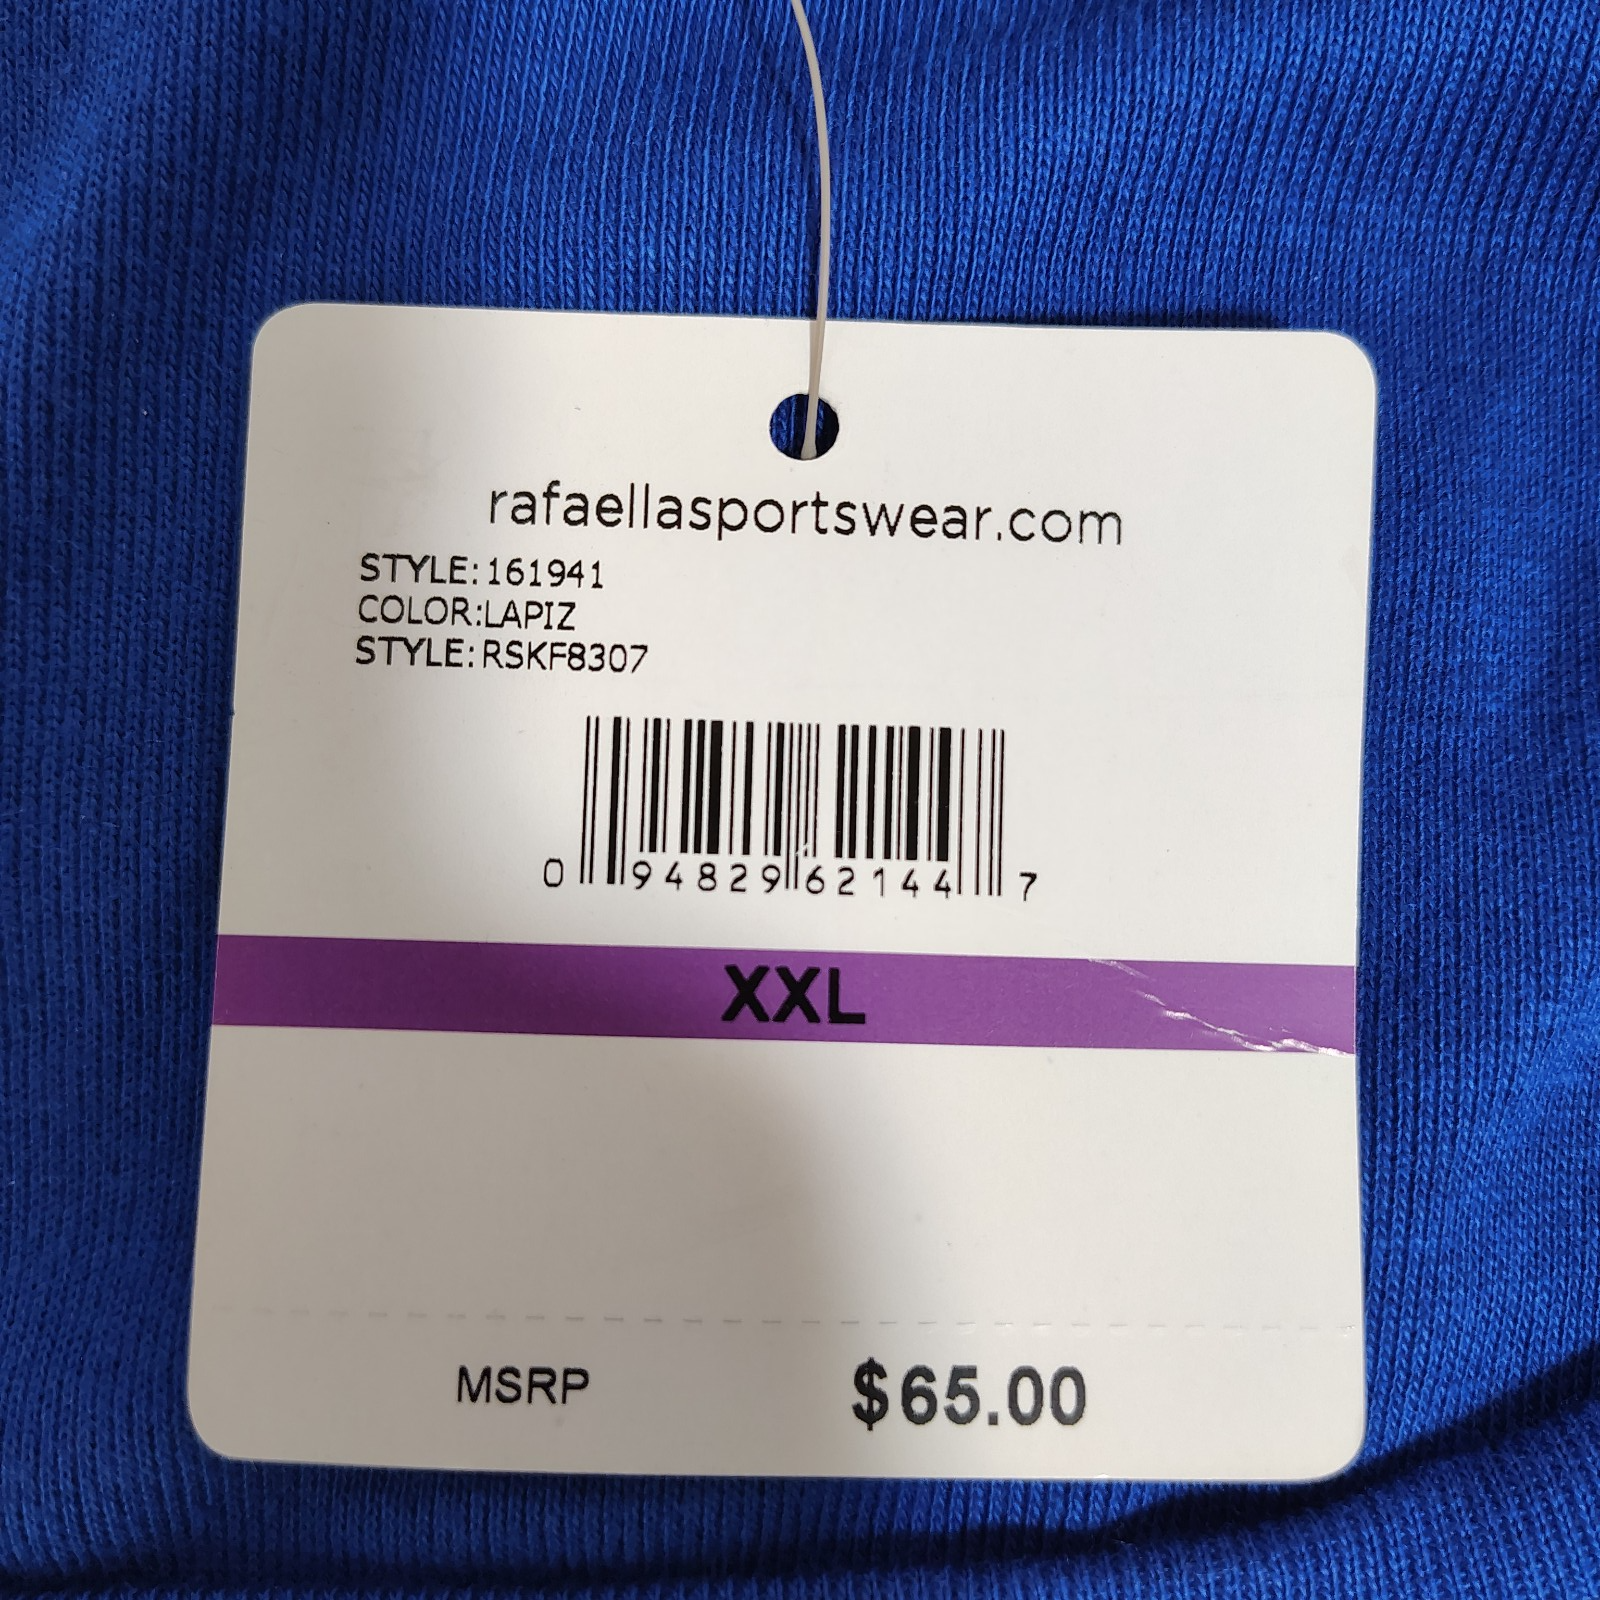 rafaellasportswear.com
STYLE: 161941
COLOR:LAPIZ
STYLE: RSKF8307
0 94829 62144 7
XXL
MSRP $65.00